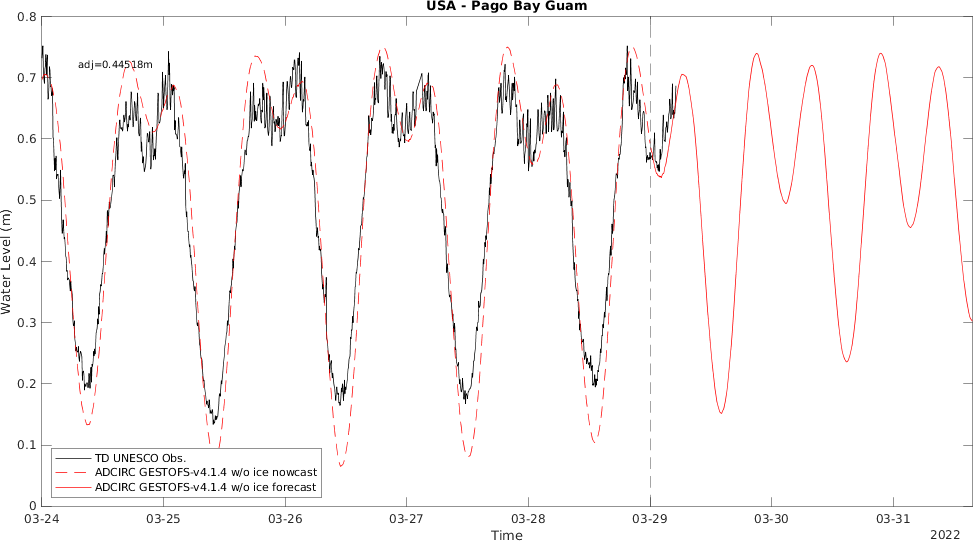 USA - Pago Bay Guam
0.8
0.7
0.6
0.5
0.4
0.3
0.2
0.1
0
Water Level (m)
adj=0.44518m
TD UNESCO Obs.
ADCIRC GESTOFS-v4.1.4 w/o ice nowcast
ADCIRC GESTOFS-v4.1.4 w/o ice forecast
03-24 03-25 03-26 03-27 03-28 03-29 03-30 03-31
Time
2022